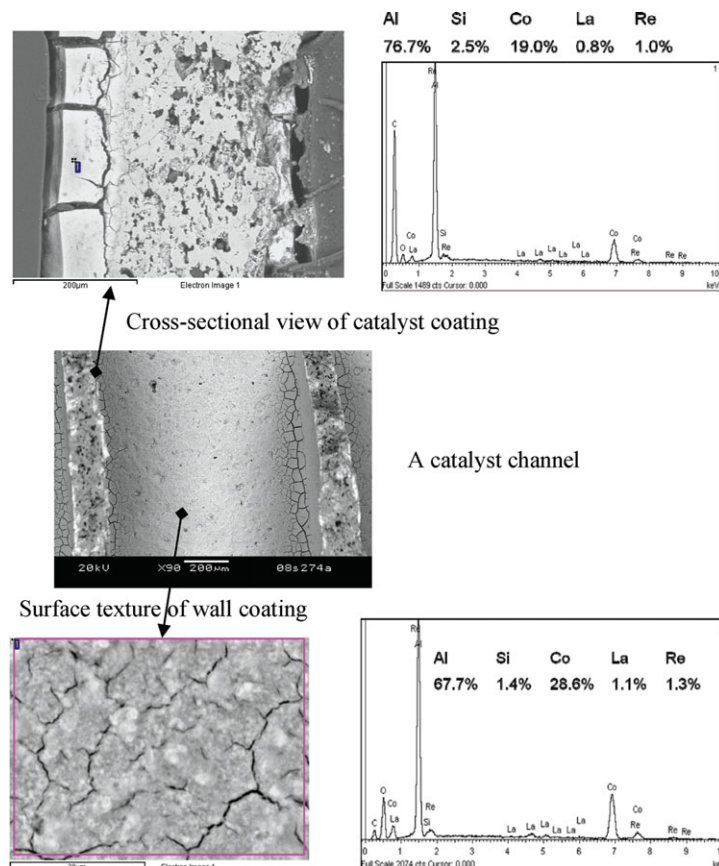 Al Si Co La Re
76.7% 2.5% 19.0% 0.8% 1.0%
1
Re
Al
C
O
Co
La
Si
Re
La La La La La
Co
Co
Re
Re Re
0 1 2 3 4 5 6 7 8 9 10
Full Scale 1489 cts Cursor: 0.000
keV
200µm Electron Image 1
Cross-sectional view of catalyst coating
20kV X90 200µm 08s274a
A catalyst channel
Surface texture of wall coating
1
Al Si Co La Re
67.7% 1.4% 28.6% 1.1% 1.3%
Re
Al
C
O
Co
La
Si
Re
La La La La La
Co
Co
Re
Re Re
0 1 2 3 4 5 6 7 8 9
Full Scale 2074 cts Cursor: 0.000
Electron Image 1